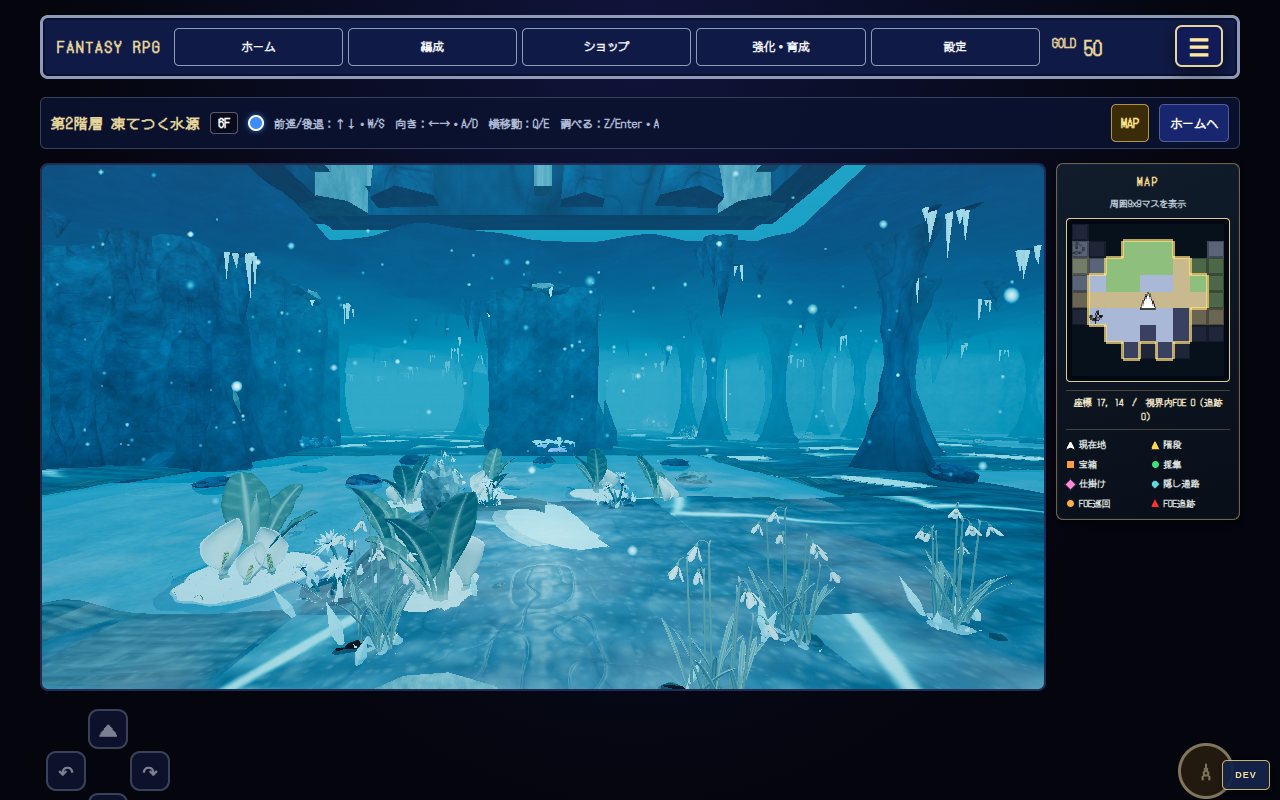 FANTASY RPG
ホーム
編成
ショップ
強化・育成
設定
GOLD 50
第2階層 凍てつく水源
6F
前進/後退：↑↓・W/S 向き：←→・A/D 横移動：Q/E 調べる：Z/Enter・A
MAP
ホームへ
MAP
周囲9x9マスを表示
座標 17, 14 / 視界内FOE 0（追跡
0）
現在地
階段
宝箱
採集
仕掛け
隠し通路
FOE巡回
FOE追跡
A
DEV